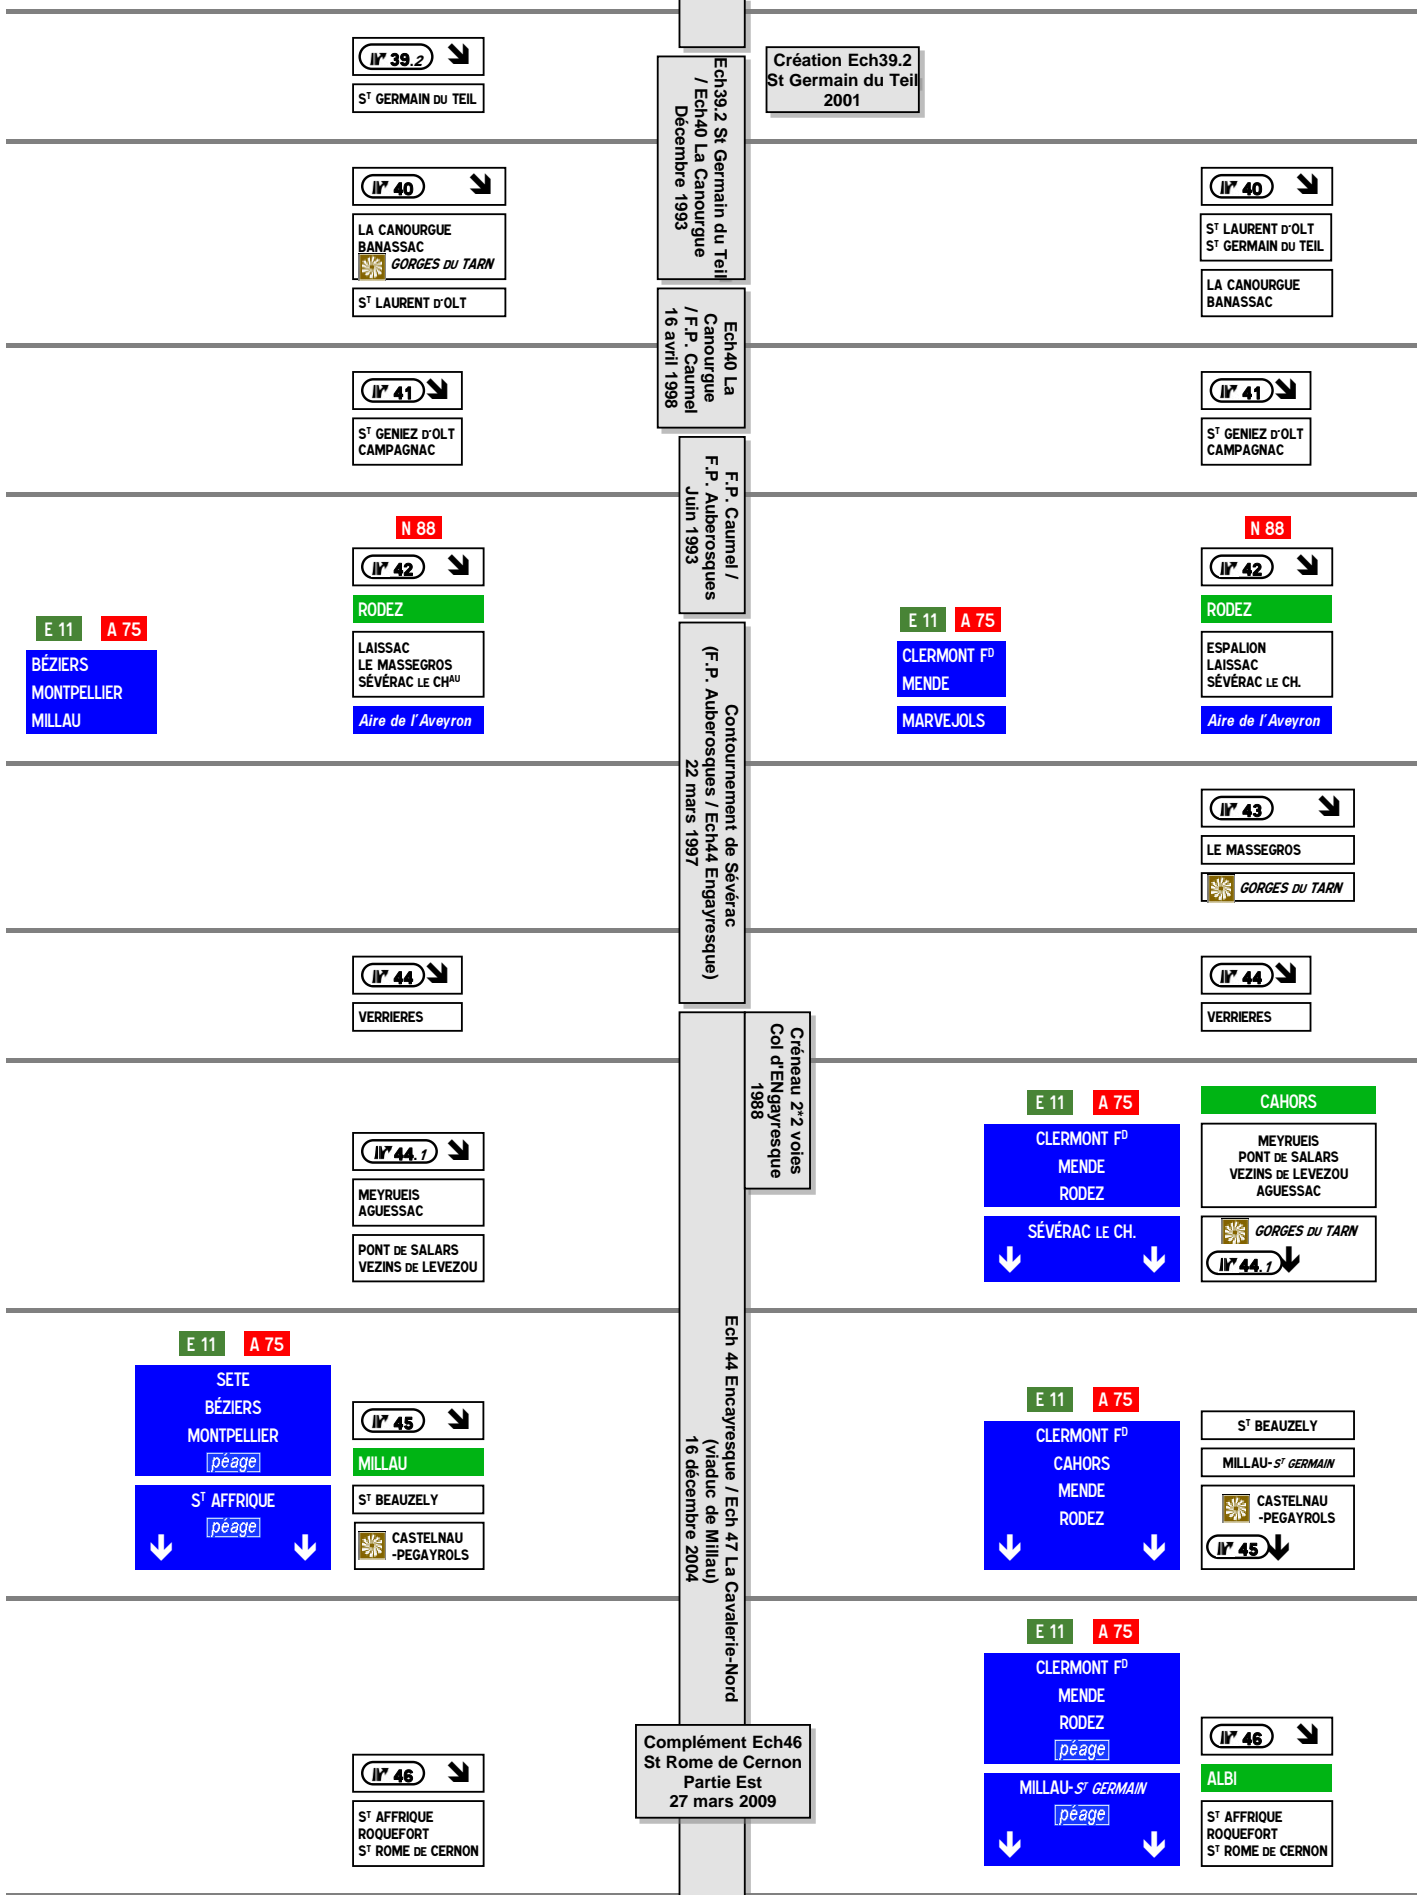 39.2
Sᵀ GERMAIN DU TEIL
Création Ech39.2
St Germain du Teil
2001
Ech39.2 St Germain du Teil
/ Ech40 La Canourgue
Décembre 1993
40
LA CANOURGUE
BANASSAC
GORGES DU TARN
Sᵀ LAURENT D'OLT
40
Sᵀ LAURENT D'OLT
Sᵀ GERMAIN DU TEIL
LA CANOURGUE
BANASSAC
Ech40 La
Canourgue
/ F.P. Caumel
16 avril 1998
41
Sᵀ GENIEZ D'OLT
CAMPAGNAC
41
Sᵀ GENIEZ D'OLT
CAMPAGNAC
F.P. Caumel /
F.P. Auberosques
Juin 1993
E 11 A 75
BÉZIERS
MONTPELLIER
MILLAU
N 88
42
RODEZ
LAISSAC
LE MASSEGROS
SÉVÉRAC LE CHᴬᵁ
Aire de l'Aveyron
E 11 A 75
CLERMONT Fᴰ
MENDE
MARVEJOLS
N 88
42
RODEZ
ESPALION
LAISSAC
SÉVÉRAC LE CH.
Aire de l'Aveyron
Contournement de Sévérac
(F.P. Auberosques / Ech44 Engayresque)
22 mars 1997
43
LE MASSEGROS
GORGES DU TARN
44
VERRIERES
44
VERRIERES
Créneau 2*2 voies
Col d'ENgayresque
1988
44.1
MEYRUEIS
AGUESSAC
PONT DE SALARS
VEZINS DE LEVEZOU
E 11 A 75
CLERMONT Fᴰ
MENDE
RODEZ
SÉVÉRAC LE CH.
CAHORS
MEYRUEIS
PONT DE SALARS
VEZINS DE LEVEZOU
AGUESSAC
GORGES DU TARN
44.1
Ech 44 Encayresque / Ech 47 La Cavalerie-Nord
(viaduc de Millau)
16 décembre 2004
E 11 A 75
SETE
BÉZIERS
MONTPELLIER
péage
Sᵀ AFFRIQUE
péage
45
MILLAU
Sᵀ BEAUZELY
CASTELNAU
-PEGAYROLS
E 11 A 75
CLERMONT Fᴰ
CAHORS
MENDE
RODEZ
Sᵀ BEAUZELY
MILLAU-Sᵀ GERMAIN
CASTELNAU
-PEGAYROLS
45
Complément Ech46
St Rome de Cernon
Partie Est
27 mars 2009
46
Sᵀ AFFRIQUE
ROQUEFORT
Sᵀ ROME DE CERNON
E 11 A 75
CLERMONT Fᴰ
MENDE
RODEZ
péage
MILLAU-Sᵀ GERMAIN
péage
46
ALBI
Sᵀ AFFRIQUE
ROQUEFORT
Sᵀ ROME DE CERNON